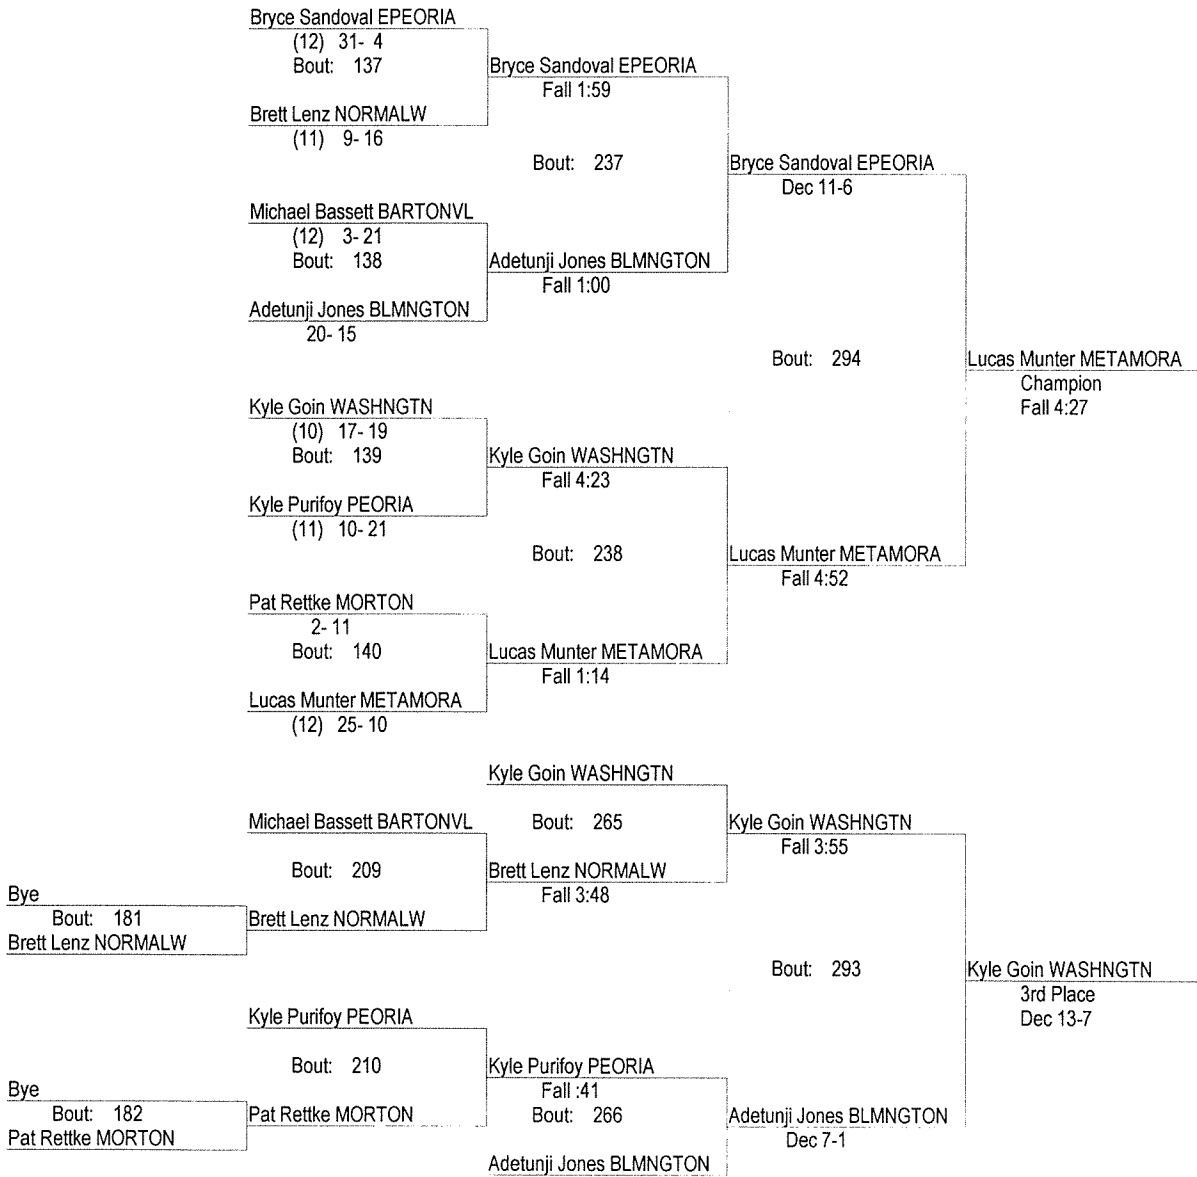 Bryce Sandoval EPEORIA
(12) 31- 4
Bout: 137
Bryce Sandoval EPEORIA
Fall 1:59
Brett Lenz NORMALW
(11) 9- 16
Bout: 237
Bryce Sandoval EPEORIA
Dec 11-6
Michael Bassett BARTONVL
(12) 3- 21
Bout: 138
Adetunji Jones BLMNGTON
Fall 1:00
Adetunji Jones BLMNGTON
20- 15
Bout: 294
Lucas Munter METAMORA
Champion
Fall 4:27
Kyle Goin WASHNGTN
(10) 17- 19
Bout: 139
Kyle Goin WASHNGTN
Fall 4:23
Kyle Purifoy PEORIA
(11) 10- 21
Bout: 238
Lucas Munter METAMORA
Fall 4:52
Pat Rettke MORTON
2- 11
Bout: 140
Lucas Munter METAMORA
Fall 1:14
Lucas Munter METAMORA
(12) 25- 10
Kyle Goin WASHNGTN
Michael Bassett BARTONVL
Bout: 265
Kyle Goin WASHNGTN
Fall 3:55
Bout: 209
Brett Lenz NORMALW
Fall 3:48
Bye
Bout: 181
Brett Lenz NORMALW
Brett Lenz NORMALW
Bout: 293
Kyle Goin WASHNGTN
3rd Place
Dec 13-7
Kyle Purifoy PEORIA
Bout: 210
Kyle Purifoy PEORIA
Fall :41
Bye
Bout: 182
Pat Rettke MORTON
Pat Rettke MORTON
Bout: 266
Adetunji Jones BLMNGTON
Dec 7-1
Adetunji Jones BLMNGTON